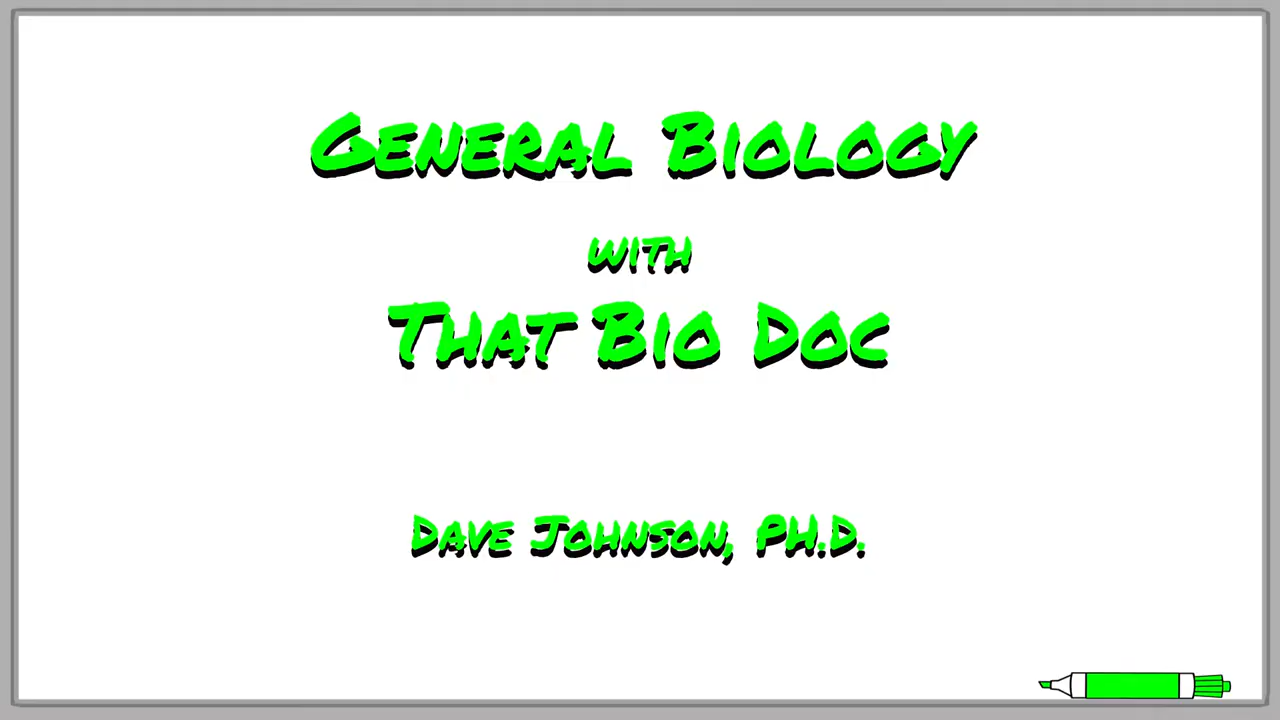 General Biology
with
That Bio Doc
Dave Johnson, PH.D.